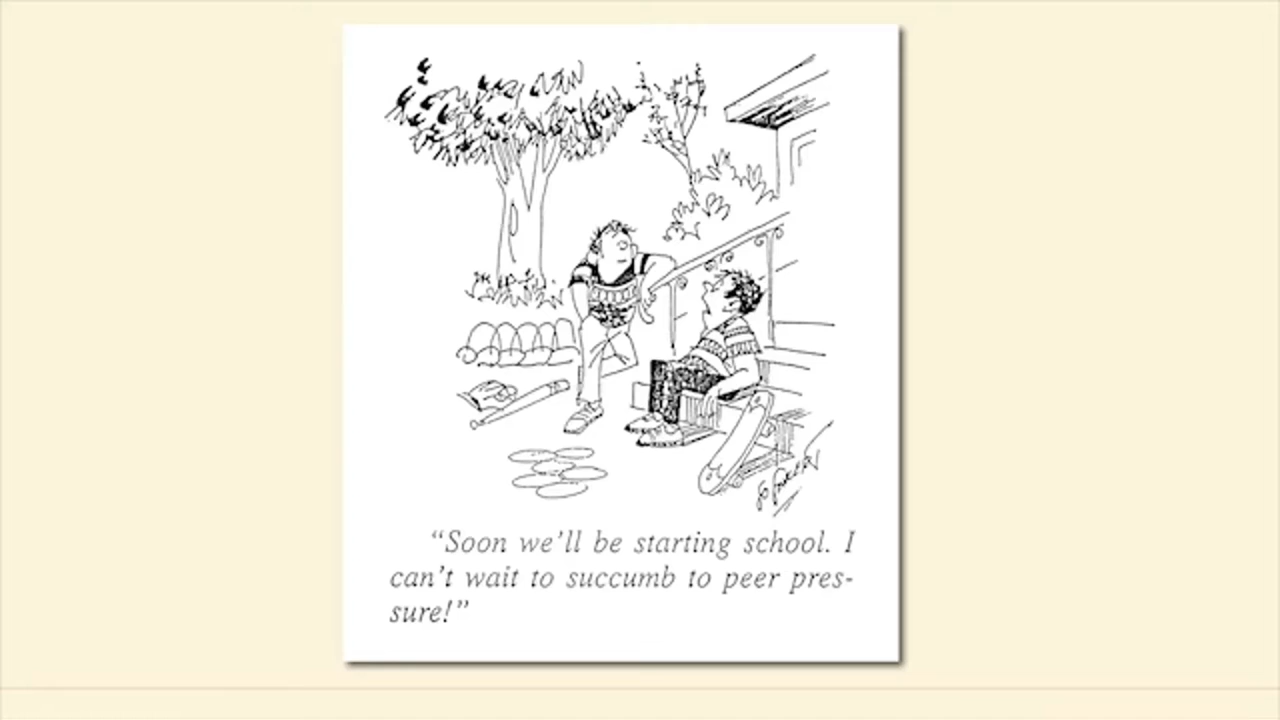 “Soon we’ll be starting school. I
can’t wait to succumb to peer pres-
sure!”